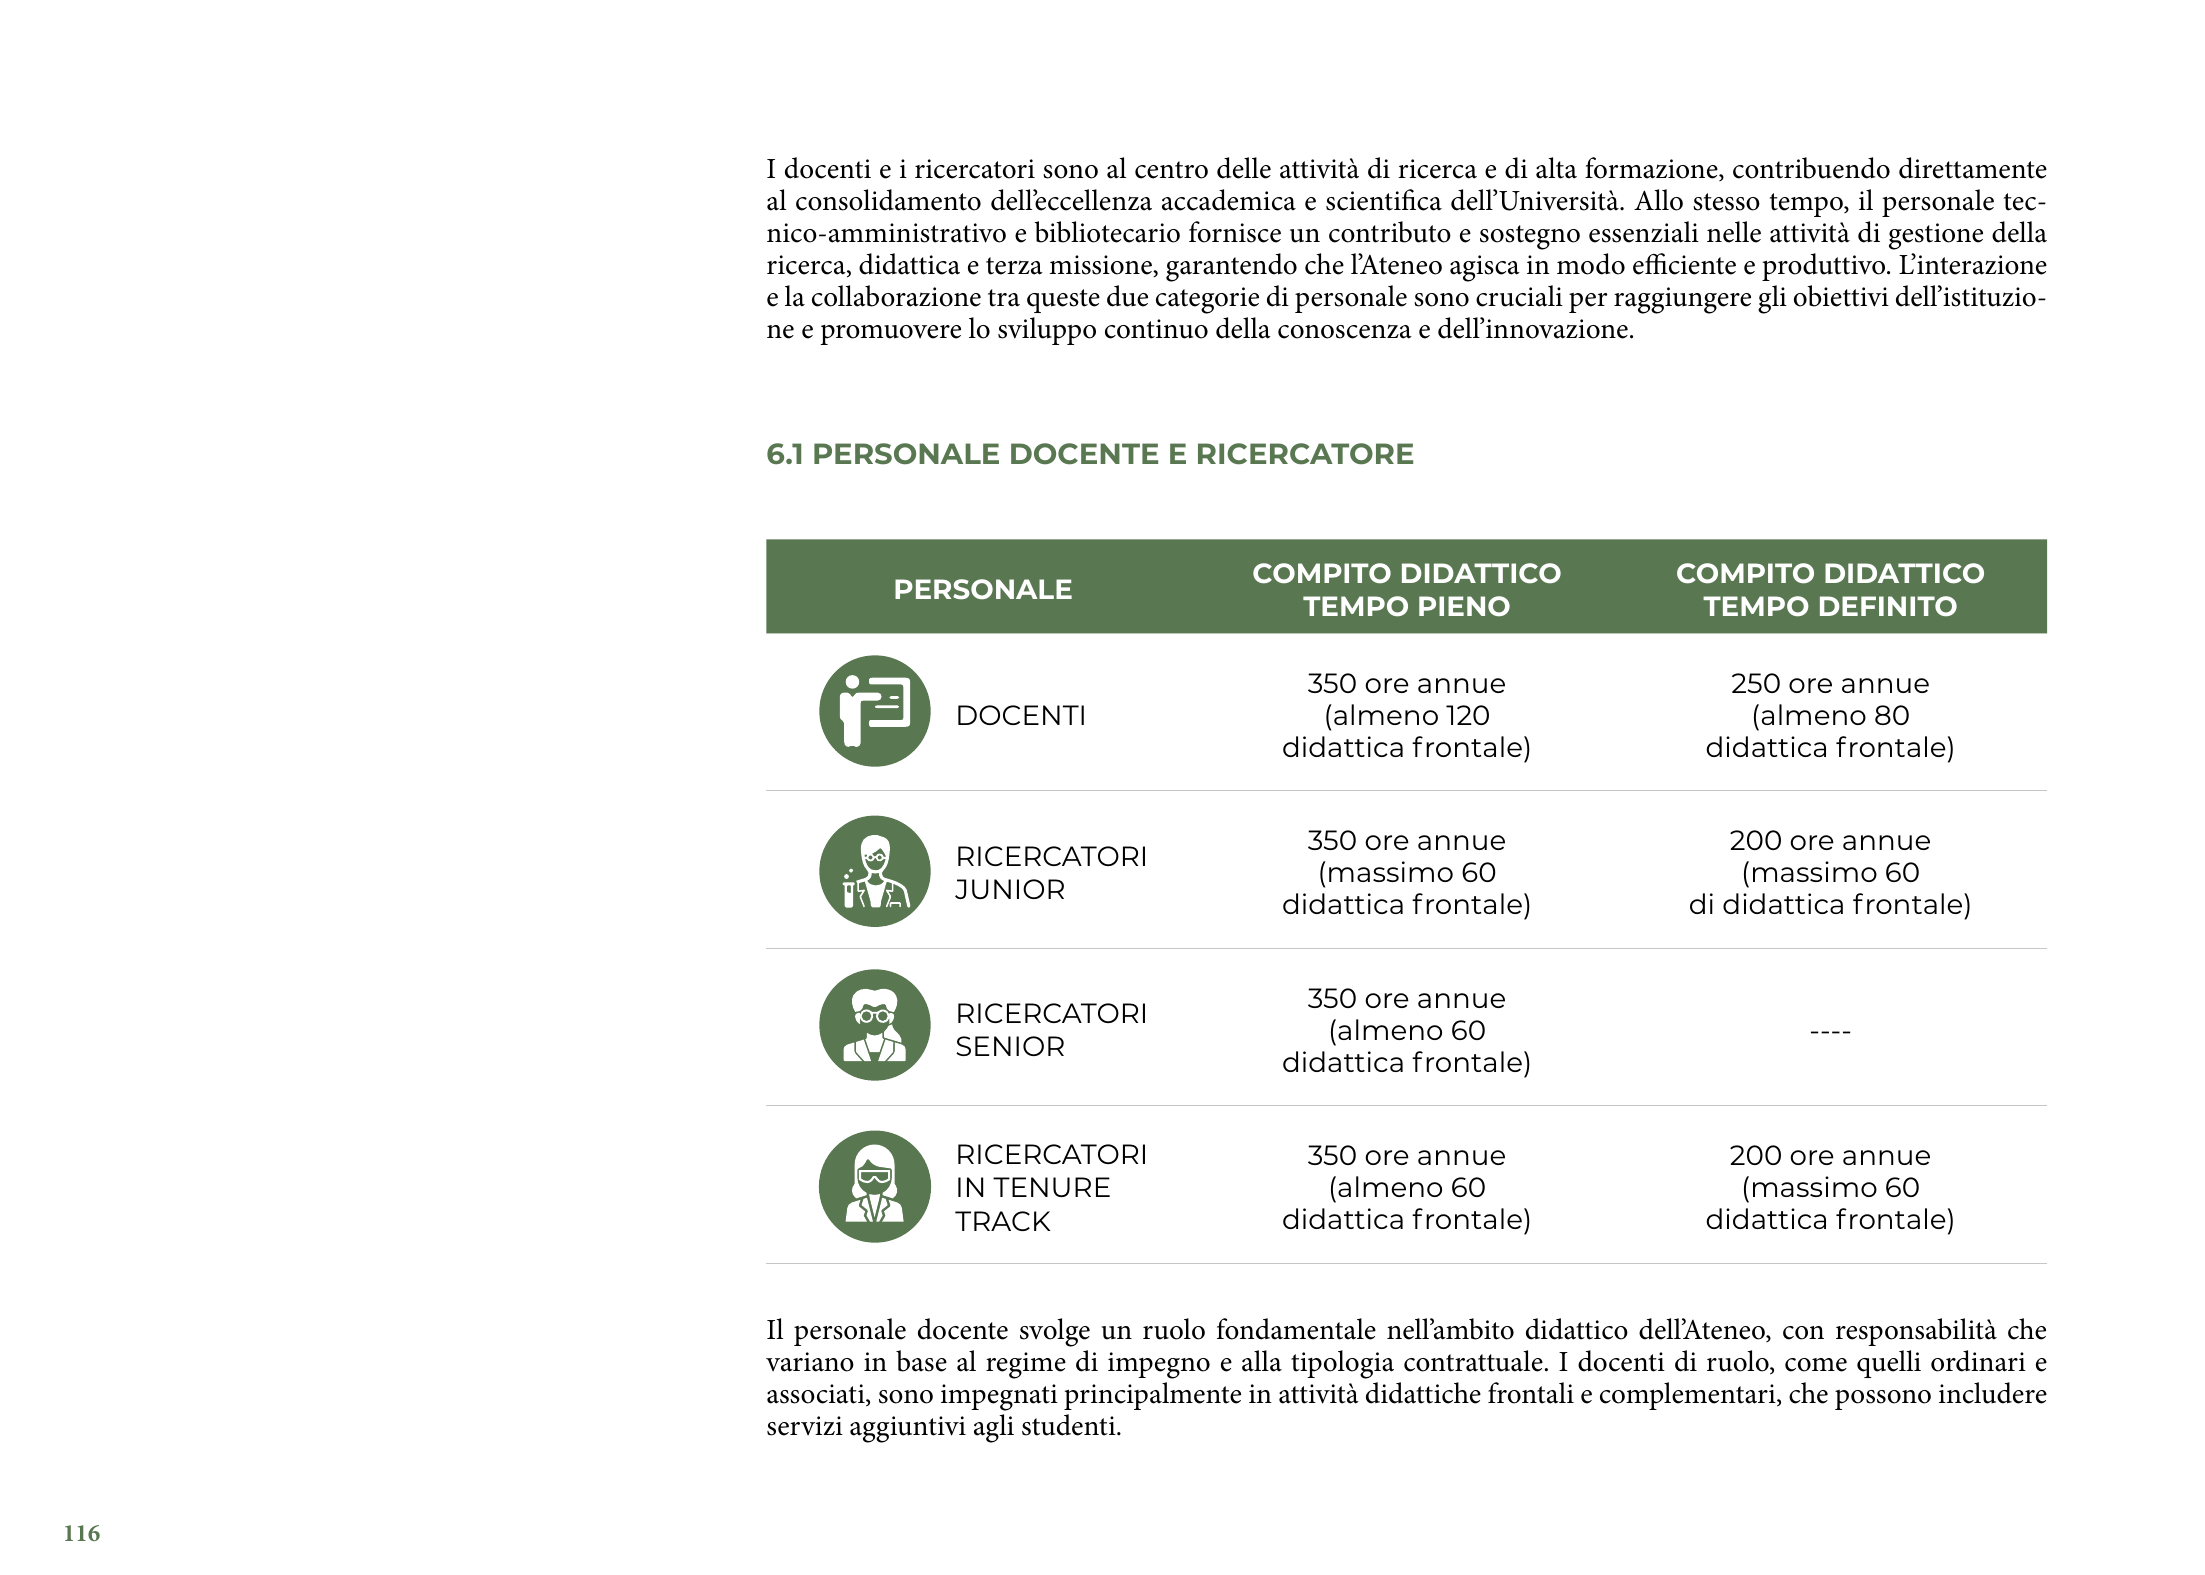 I docenti e i ricercatori sono al centro delle attività di ricerca e di alta formazione, contribuendo direttamente
al consolidamento dell’eccellenza accademica e scientifica dell’Università. Allo stesso tempo, il personale tec-
nico-amministrativo e bibliotecario fornisce un contributo e sostegno essenziali nelle attività di gestione della
ricerca, didattica e terza missione, garantendo che l’Ateneo agisca in modo efficiente e produttivo. L’interazione
e la collaborazione tra queste due categorie di personale sono cruciali per raggiungere gli obiettivi dell’istituzio-
ne e promuovere lo sviluppo continuo della conoscenza e dell’innovazione.
6.1 PERSONALE DOCENTE E RICERCATORE
PERSONALE
COMPITO DIDATTICO
TEMPO PIENO
COMPITO DIDATTICO
TEMPO DEFINITO
DOCENTI
350 ore annue
(almeno 120
didattica frontale)
250 ore annue
(almeno 80
didattica frontale)
RICERCATORI
JUNIOR
350 ore annue
(massimo 60
didattica frontale)
200 ore annue
(massimo 60
di didattica frontale)
RICERCATORI
SENIOR
350 ore annue
(almeno 60
didattica frontale)
----
RICERCATORI
IN TENURE
TRACK
350 ore annue
(almeno 60
didattica frontale)
200 ore annue
(massimo 60
didattica frontale)
Il personale docente svolge un ruolo fondamentale nell’ambito didattico dell’Ateneo, con responsabilità che
variano in base al regime di impegno e alla tipologia contrattuale. I docenti di ruolo, come quelli ordinari e
associati, sono impegnati principalmente in attività didattiche frontali e complementari, che possono includere
servizi aggiuntivi agli studenti.
116